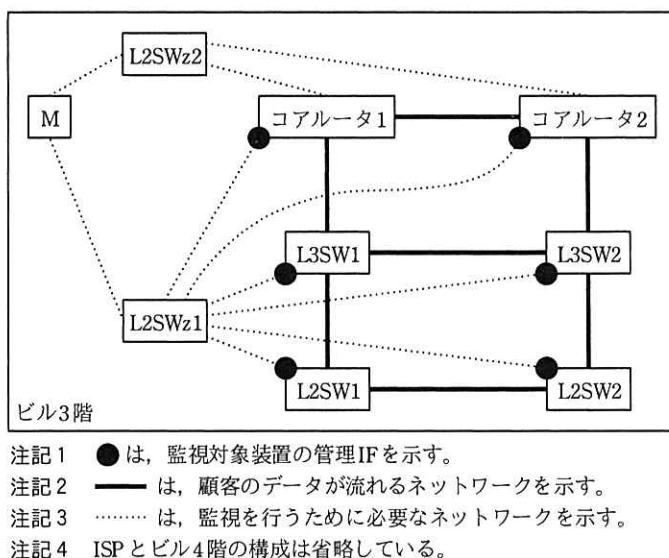 L2SWz2
M
コアルータ1
コアルータ2
L3SW1
L3SW2
L2SWz1
L2SW1
L2SW2
ビル3階
注記1 ●は，監視対象装置の管理IFを示す。
注記2 ━━━は，顧客のデータが流れるネットワークを示す。
注記3 ………は，監視を行うために必要なネットワークを示す。
注記4 ISPとビル4階の構成は省略している。